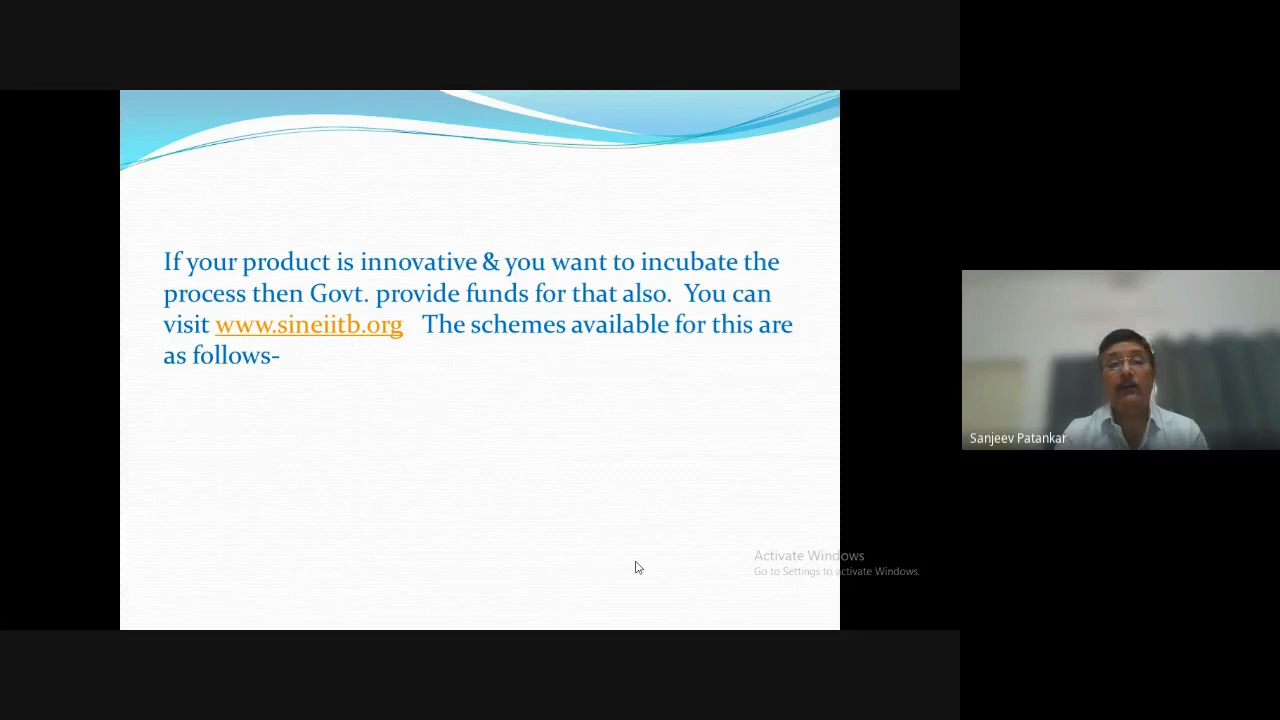 If your product is innovative & you want to incubate the
process then Govt. provide funds for that also.  You can
visit www.sineiitb.org   The schemes available for this are
as follows-
Sanjeev Patankar
Activate Windows
Go to Settings to activate Windows.